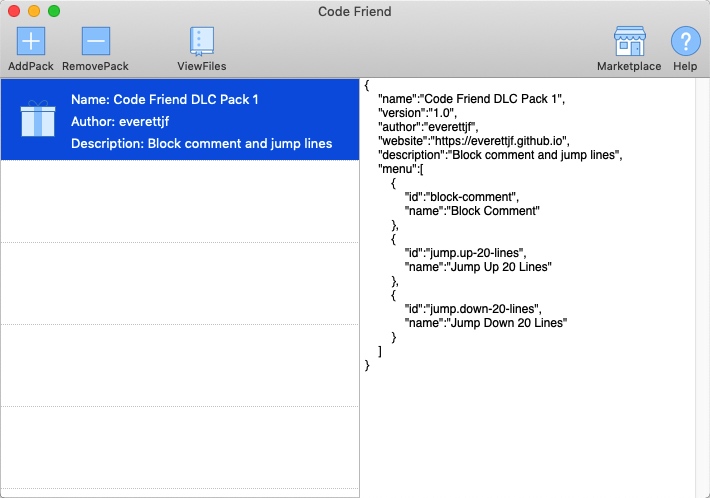 Code Friend
AddPack
RemovePack
ViewFiles
Marketplace
Help
Name: Code Friend DLC Pack 1
Author: everettjf
Description: Block comment and jump lines
{
"name":"Code Friend DLC Pack 1",
"version":"1.0",
"author":"everettjf",
"website":"https://everettjf.github.io",
"description":"Block comment and jump lines",
"menu":[
{
"id":"block-comment",
"name":"Block Comment"
},
{
"id":"jump.up-20-lines",
"name":"Jump Up 20 Lines"
},
{
"id":"jump.down-20-lines",
"name":"Jump Down 20 Lines"
}
]
}